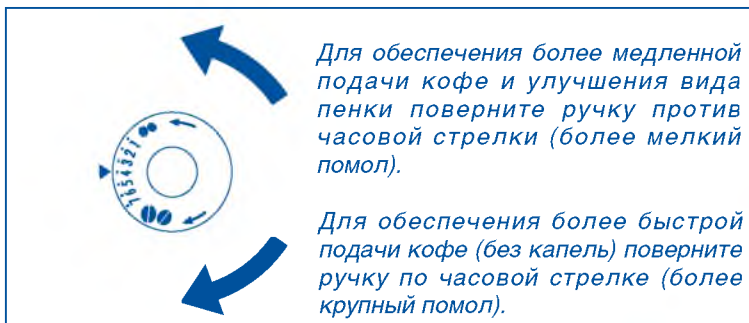 Для обеспечения более медленной
подачи кофе и улучшения вида
пенки поверните ручку против
часовой стрелки (более мелкий
помол).
Для обеспечения более быстрой
подачи кофе (без капель) поверните
ручку по часовой стрелке (более
крупный помол).
7654321